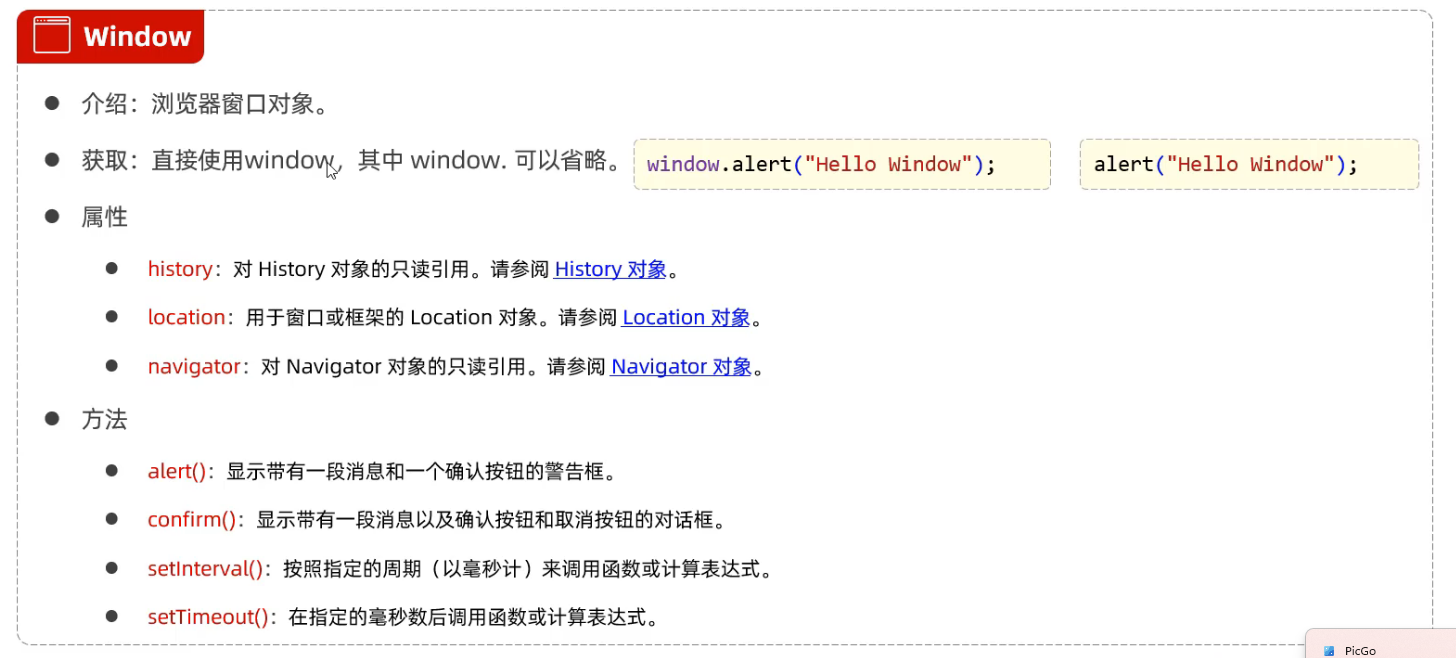 Window
介绍：浏览器窗口对象。
获取：直接使用window，其中 window. 可以省略。 window.alert("Hello Window"); alert("Hello Window");
属性
history：对 History 对象的只读引用。请参阅 History 对象。
location：用于窗口或框架的 Location 对象。请参阅 Location 对象。
navigator：对 Navigator 对象的只读引用。请参阅 Navigator 对象。
方法
alert()：显示带有一段消息和一个确认按钮的警告框。
confirm()：显示带有一段消息以及确认按钮和取消按钮的对话框。
setInterval()：按照指定的周期（以毫秒计）来调用函数或计算表达式。
setTimeout()：在指定的毫秒数后调用函数或计算表达式。
PicGo